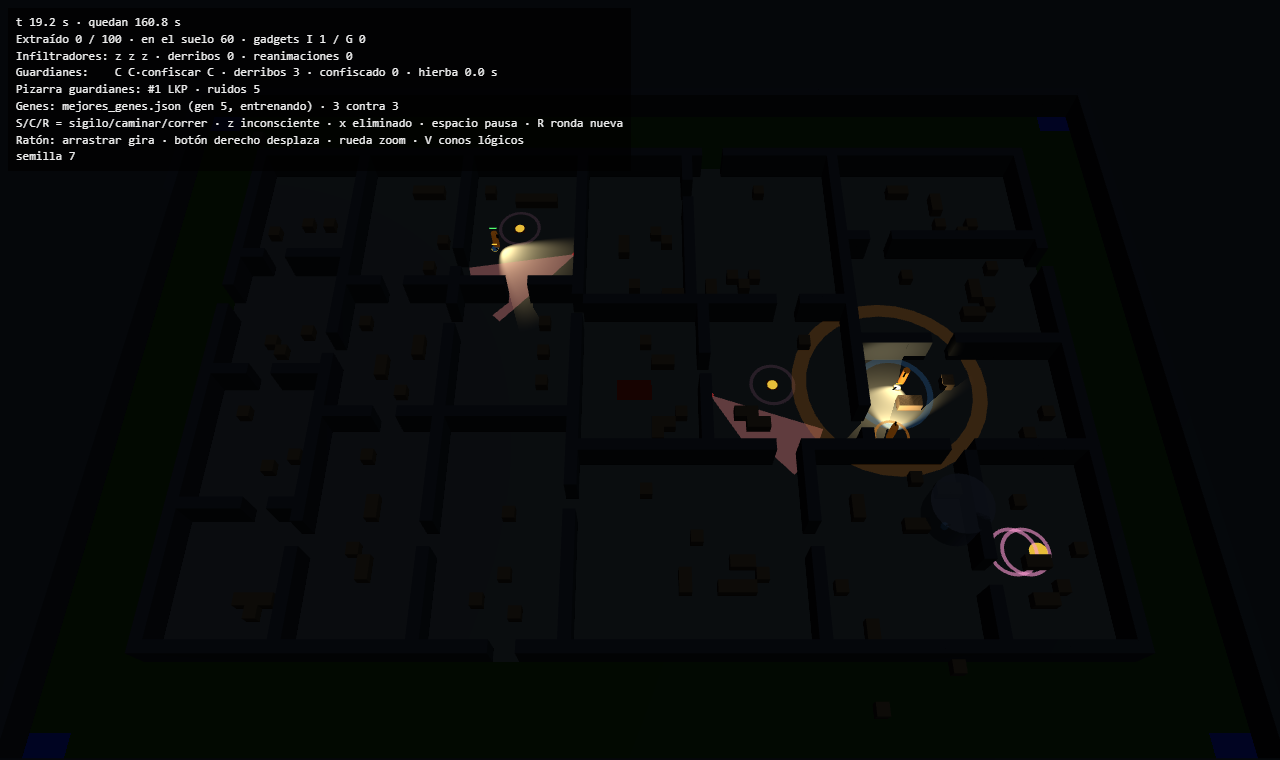 t 19.2 s · quedan 160.8 s
Extraído 0 / 100 · en el suelo 60 · gadgets I 1 / G 0
Infiltradores: z z z · derribos 0 · reanimaciones 0
Guardianes:    C C·confiscar C · derribos 3 · confiscado 0 · hierba 0.0 s
Pizarra guardianes: #1 LKP · ruidos 5
Genes: mejores_genes.json (gen 5, entrenando) · 3 contra 3
S/C/R = sigilo/caminar/correr · z inconsciente · x eliminado · espacio pausa · R ronda nueva
Ratón: arrastrar gira · botón derecho desplaza · rueda zoom · V conos lógicos
semilla 7